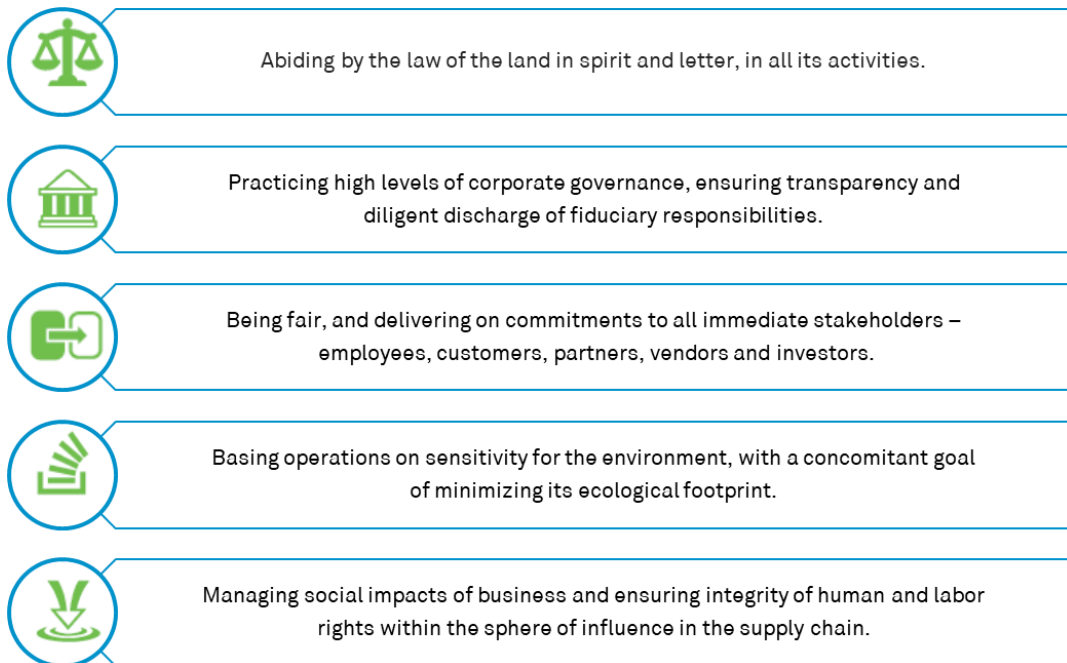 Abiding by the law of the land in spirit and letter, in all its activities.
Practicing high levels of corporate governance, ensuring transparency and
diligent discharge of fiduciary responsibilities.
Being fair, and delivering on commitments to all immediate stakeholders –
employees, customers, partners, vendors and investors.
Basing operations on sensitivity for the environment, with a concomitant goal
of minimizing its ecological footprint.
Managing social impacts of business and ensuring integrity of human and labor
rights within the sphere of influence in the supply chain.